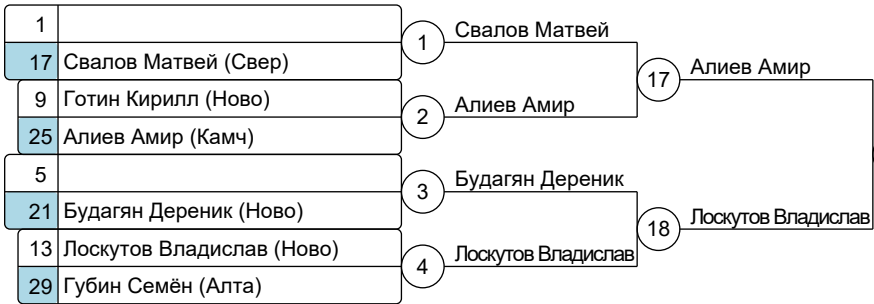 1
17 Свалов Матвей (Свер)
9 Готин Кирилл (Ново)
25 Алиев Амир (Камч)
5
21 Будагян Дереник (Ново)
13 Лоскутов Владислав (Ново)
29 Губин Семён (Алта)
1 Свалов Матвей
2 Алиев Амир
3 Будагян Дереник
4 Лоскутов Владислав
17 Алиев Амир
18 Лоскутов Владислав